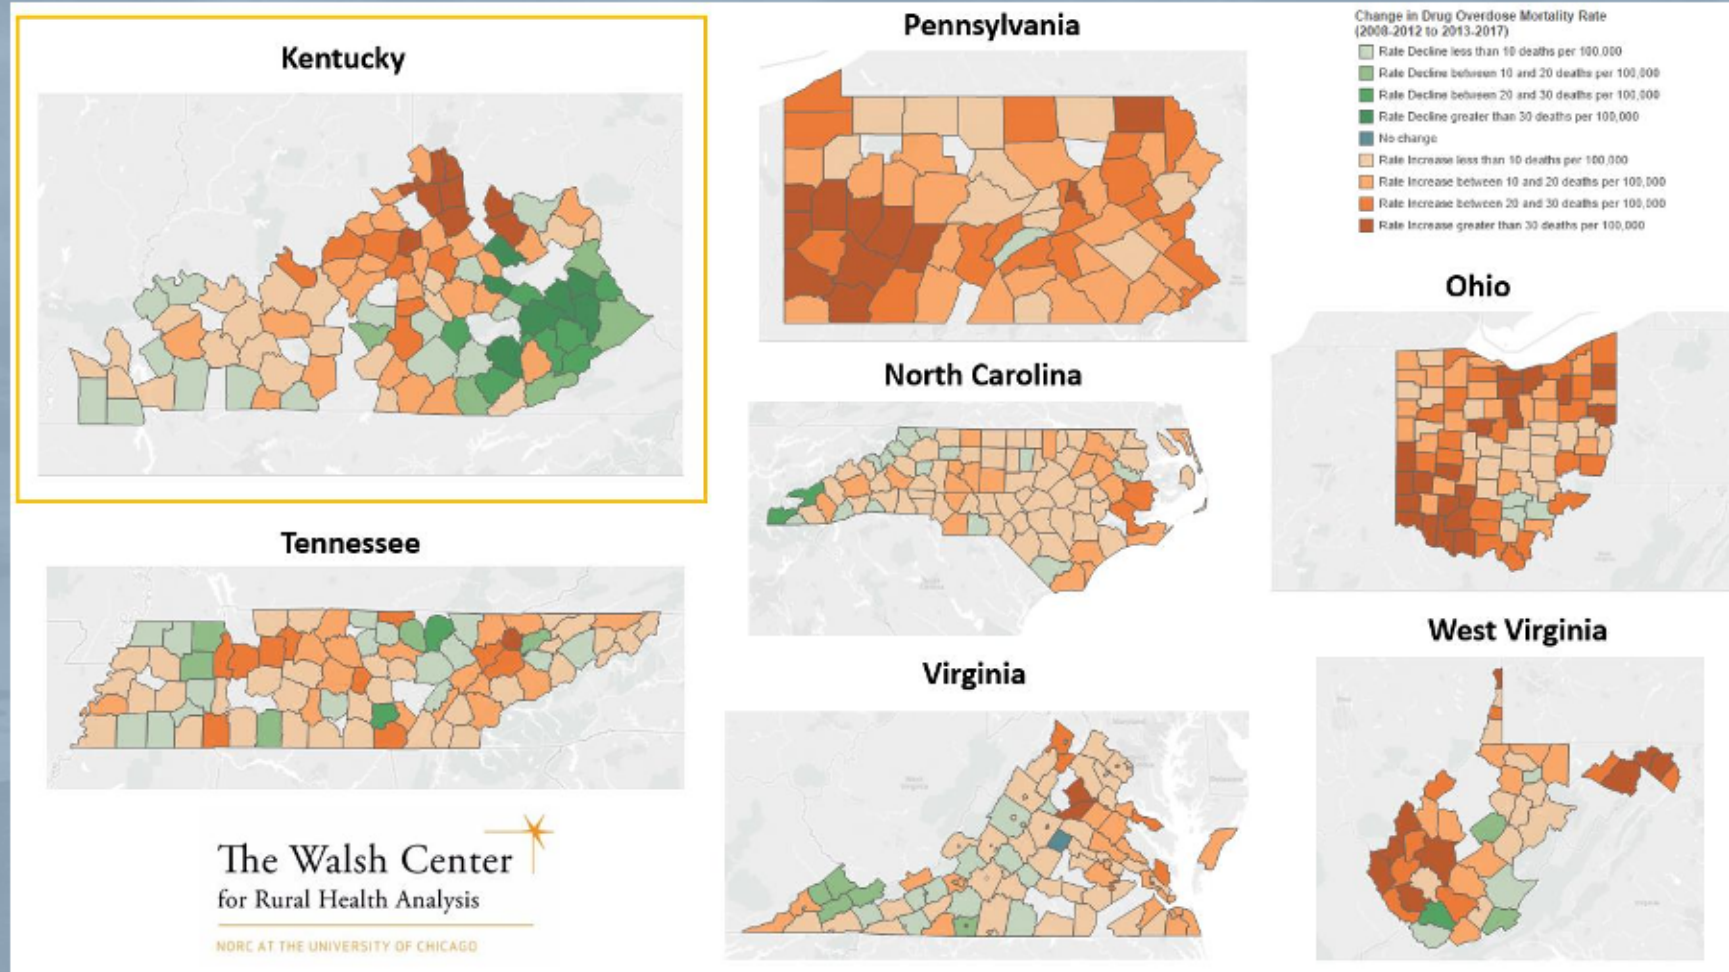 Kentucky
Pennsylvania
Change in Drug Overdose Mortality Rate
(2008-2012 to 2013-2017)
Rate Decline less than 10 deaths per 100,000
Rate Decline between 10 and 20 deaths per 100,000
Rate Decline between 20 and 30 deaths per 100,000
Rate Decline greater than 30 deaths per 100,000
No change
Rate Increase less than 10 deaths per 100,000
Rate Increase between 10 and 20 deaths per 100,000
Rate Increase between 20 and 30 deaths per 100,000
Rate Increase greater than 30 deaths per 100,000
Ohio
North Carolina
Tennessee
West Virginia
Virginia
The Walsh Center
for Rural Health Analysis
NORC AT THE UNIVERSITY OF CHICAGO